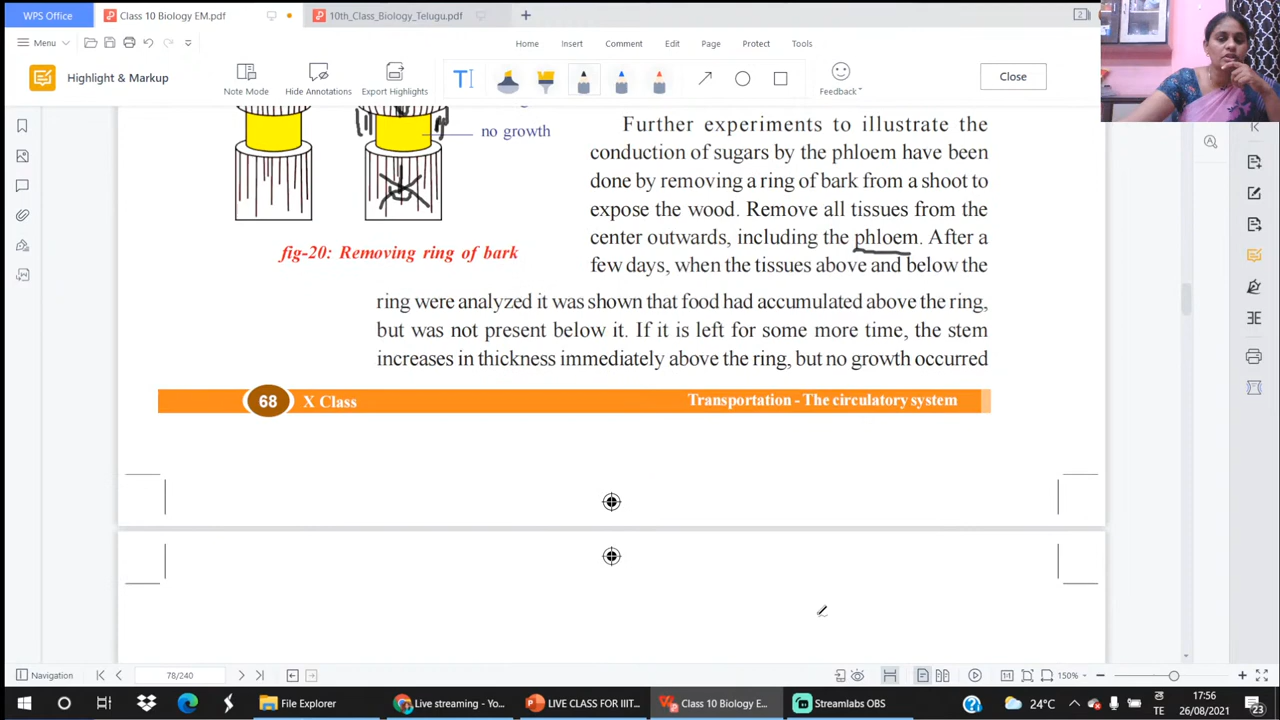 WPS Office
Class 10 Biology EM.pdf
10th_Class_Biology_Telugu.pdf
2
Menu
Home
Insert
Comment
Edit
Page
Protect
Tools
Highlight & Markup
Note Mode
Hide Annotations
Export Highlights
T
Feedback
Close
no growth
fig-20: Removing ring of bark
Further experiments to illustrate the
conduction of sugars by the phloem have been
done by removing a ring of bark from a shoot to
expose the wood. Remove all tissues from the
center outwards, including the phloem. After a
few days, when the tissues above and below the
ring were analyzed it was shown that food had accumulated above the ring,
but was not present below it. If it is left for some more time, the stem
increases in thickness immediately above the ring, but no growth occurred
68 X Class
Transportation - The circulatory system
Navigation
78/240
150%
File Explorer
Live streaming - Yo...
LIVE CLASS FOR IIIT...
Class 10 Biology E...
Streamlabs OBS
24°C
TE
17:56
26/08/2021
23